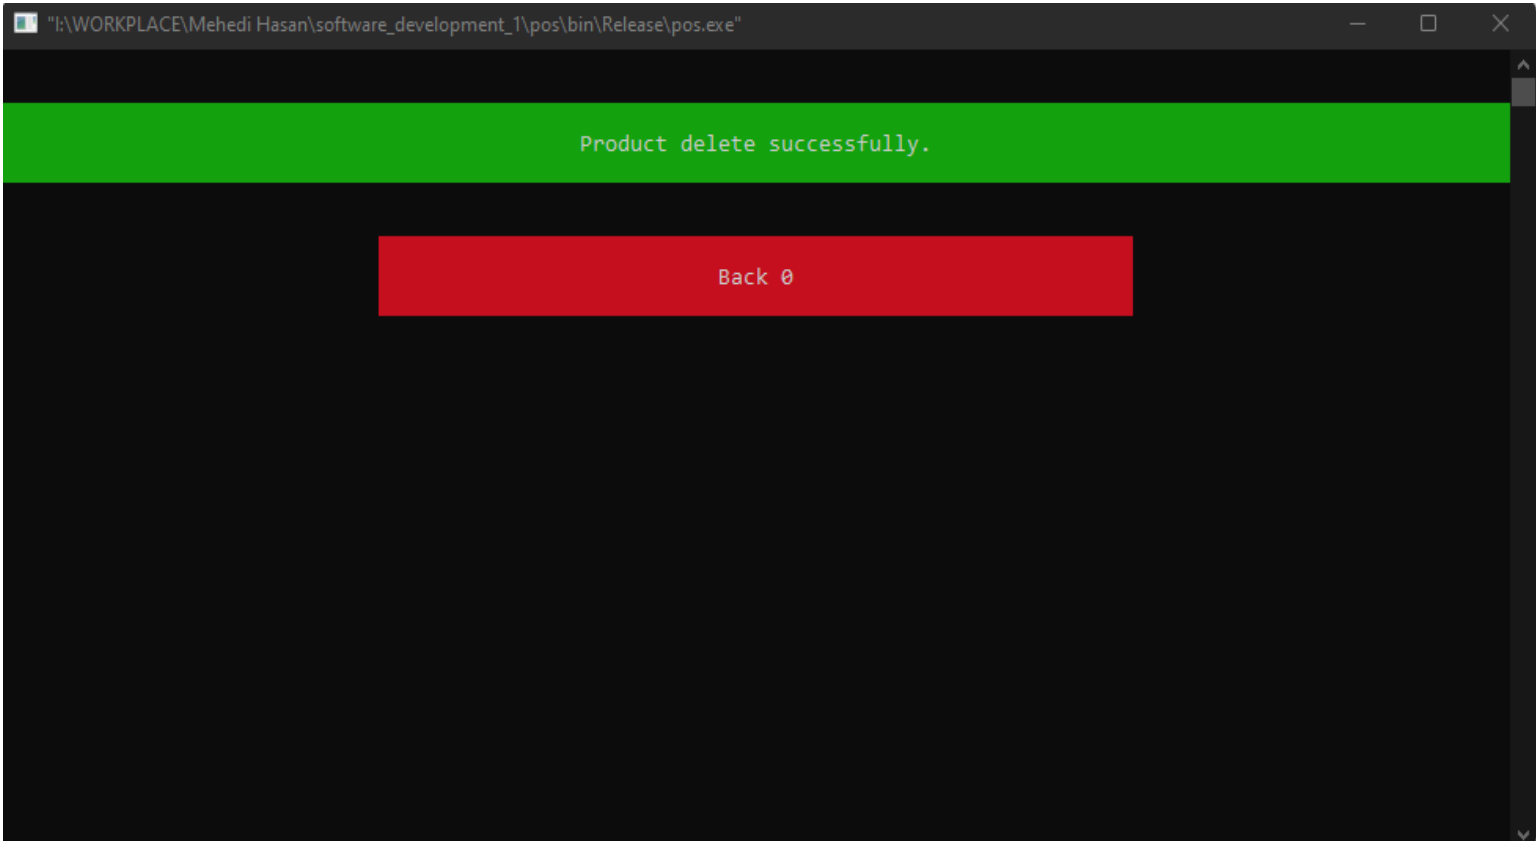 "I:\WORKPLACE\Mehedi Hasan\software_development_1\pos\bin\Release\pos.exe"
Product delete successfully.
Back 0